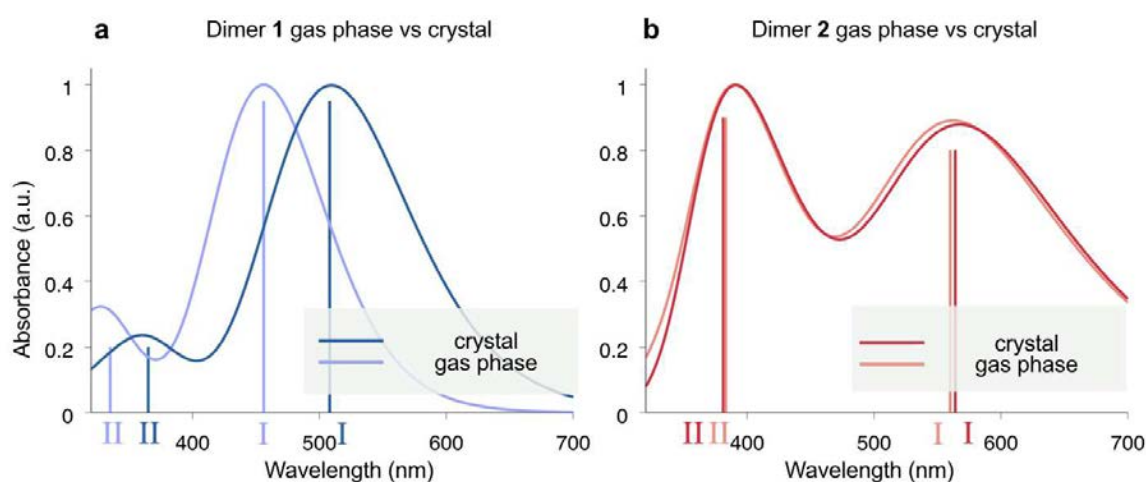 a Dimer 1 gas phase vs crystal
Absorbance (a.u.)
1
0.8
0.6
0.4
0.2
0
crystal
gas phase
II II 400 I 500 I 600 700
Wavelength (nm)
b Dimer 2 gas phase vs crystal
1
0.8
0.6
0.4
0.2
0
crystal
gas phase
II II 400 500 I I 600 700
Wavelength (nm)